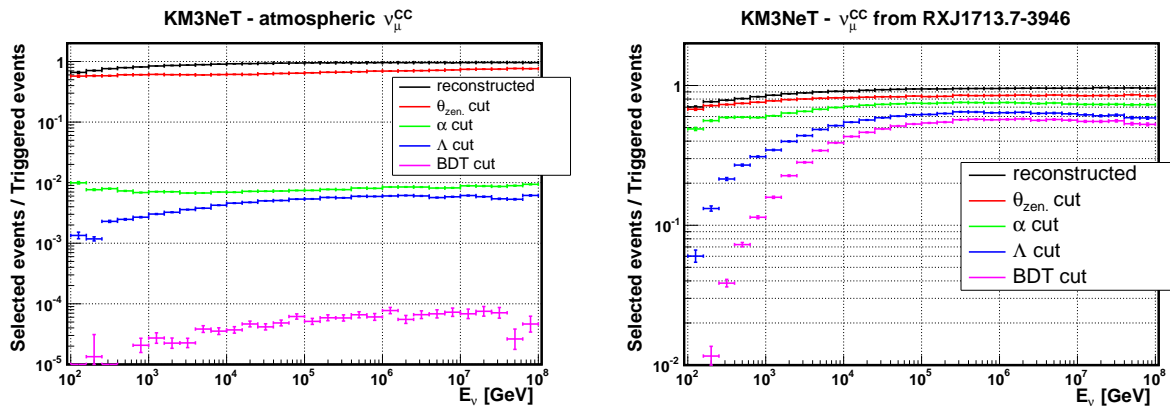 KM3NeT - atmospheric ν_μ^CC
Selected events / Triggered events
1
10^-1
10^-2
10^-3
10^-4
10^-5
reconstructed
θ_zen. cut
α cut
Λ cut
BDT cut
10^2 10^3 10^4 10^5 10^6 10^7 10^8
E_ν [GeV]
KM3NeT - ν_μ^CC from RXJ1713.7-3946
Selected events / Triggered events
1
10^-1
10^-2
reconstructed
θ_zen. cut
α cut
Λ cut
BDT cut
10^2 10^3 10^4 10^5 10^6 10^7 10^8
E_ν [GeV]